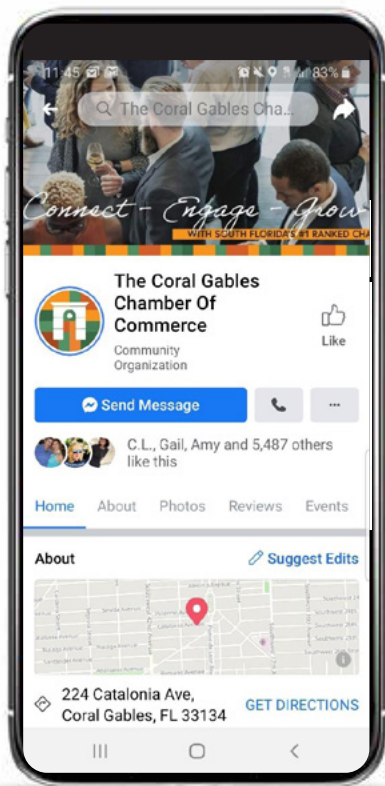 11:45 83%
The Coral Gables Cha...
Connect - Engage - Grow
WITH SOUTH FLORIDA'S #1 RANKED CHA
The Coral Gables
Chamber Of
Commerce
Like
Community
Organization
Send Message
C.L., Gail, Amy and 5,487 others
like this
Home About Photos Reviews Events
About Suggest Edits
224 Catalonia Ave,
Coral Gables, FL 33134
GET DIRECTIONS